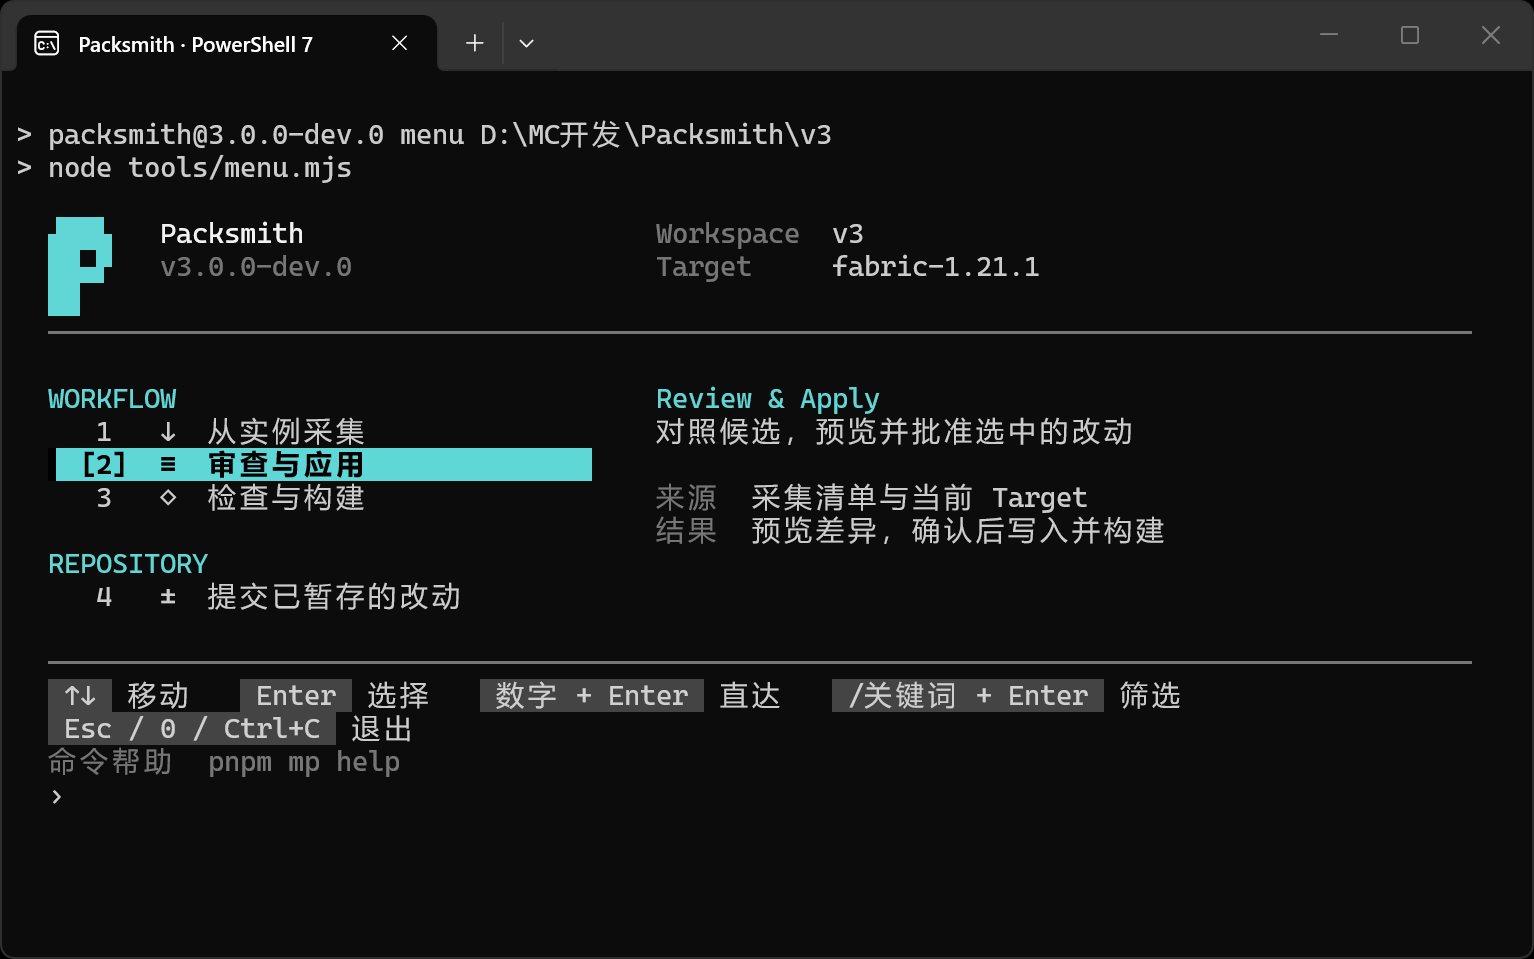 Packsmith · PowerShell 7
> packsmith@3.0.0-dev.0 menu D:\MC开发\Packsmith\v3
> node tools/menu.mjs
Packsmith Workspace v3
v3.0.0-dev.0 Target fabric-1.21.1
WORKFLOW Review & Apply
1 ↓ 从实例采集 对照候选，预览并批准选中的改动
[2] ≡ 审查与应用
3 ◇ 检查与构建 来源 采集清单与当前 Target
结果 预览差异，确认后写入并构建
REPOSITORY
4 ± 提交已暂存的改动
↑↓ 移动 Enter 选择 数字 + Enter 直达 /关键词 + Enter 筛选
Esc / 0 / Ctrl+C 退出
命令帮助 pnpm mp help
›